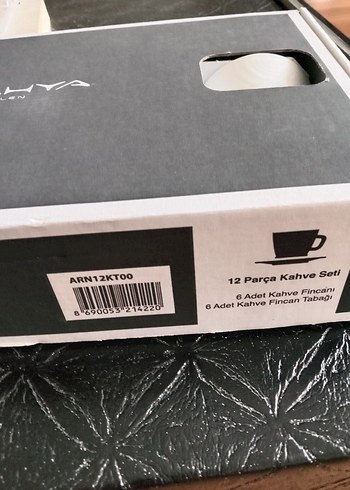 ARN12KT00
8 690053 214220
12 Parça Kahve Seti
6 Adet Kahve Fincanı
6 Adet Kahve Fincan Tabağı